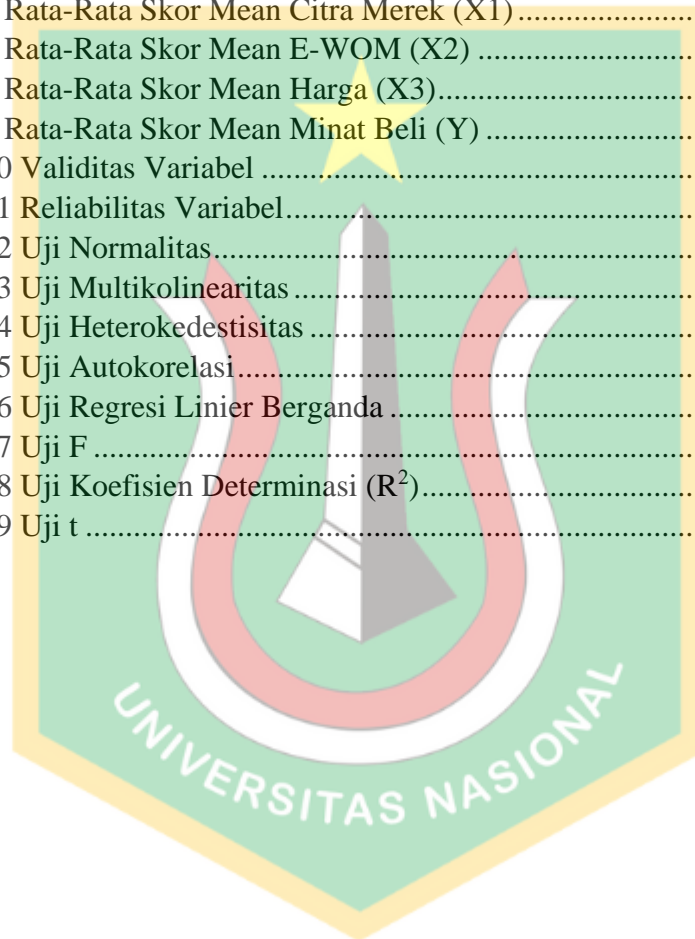 Rata-Rata Skor Mean Citra Merek (X1)
Rata-Rata Skor Mean E-WOM (X2)
Rata-Rata Skor Mean Harga (X3)
Rata-Rata Skor Mean Minat Beli (Y)
0 Validitas Variabel
1 Reliabilitas Variabel
2 Uji Normalitas
3 Uji Multikolinearitas
4 Uji Heterokedestisitas
5 Uji Autokorelasi
6 Uji Regresi Linier Berganda
7 Uji F
8 Uji Koefisien Determinasi (R²)
9 Uji t
UNIVERSITAS NASIONAL